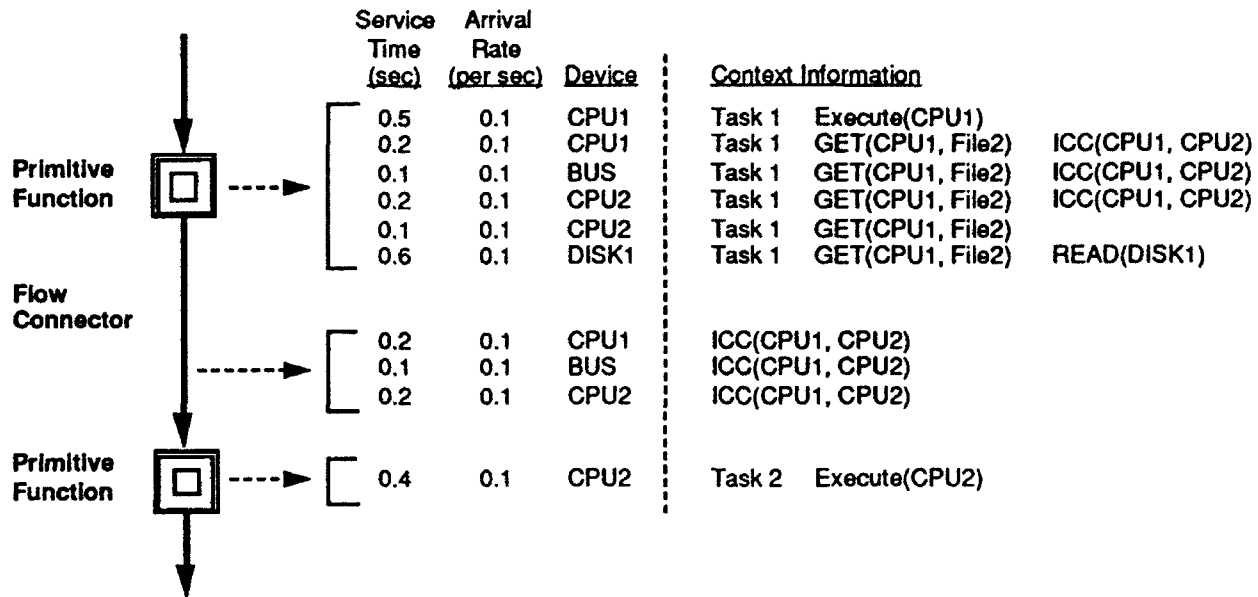 Service Arrival
Time Rate
(sec) (per sec) Device Context Information
0.5 0.1 CPU1 Task 1 Execute(CPU1)
0.2 0.1 CPU1 Task 1 GET(CPU1, File2) ICC(CPU1, CPU2)
Primitive 0.1 0.1 BUS Task 1 GET(CPU1, File2) ICC(CPU1, CPU2)
Function 0.2 0.1 CPU2 Task 1 GET(CPU1, File2) ICC(CPU1, CPU2)
0.1 0.1 CPU2 Task 1 GET(CPU1, File2)
0.6 0.1 DISK1 Task 1 GET(CPU1, File2) READ(DISK1)
Flow
Connector
0.2 0.1 CPU1 ICC(CPU1, CPU2)
0.1 0.1 BUS ICC(CPU1, CPU2)
0.2 0.1 CPU2 ICC(CPU1, CPU2)
Primitive
Function 0.4 0.1 CPU2 Task 2 Execute(CPU2)